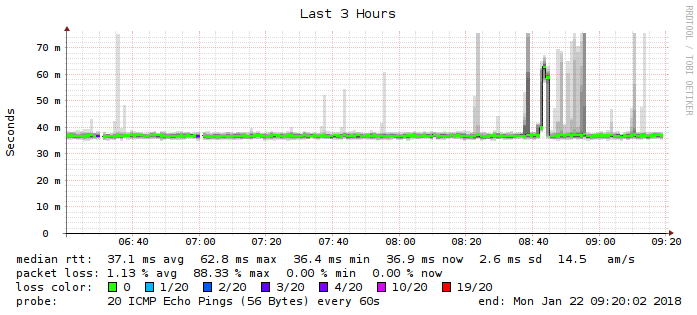 Last 3 Hours
RRDTOOL / TOBI OETIKER
Seconds
70 m
60 m
50 m
40 m
30 m
20 m
10 m
0
06:40 07:00 07:20 07:40 08:00 08:20 08:40 09:00 09:20
median rtt: 37.1 ms avg 62.8 ms max 36.4 ms min 36.9 ms now 2.6 ms sd 14.5 am/s
packet loss: 1.13 % avg 88.33 % max 0.00 % min 0.00 % now
loss color: 0 1/20 2/20 3/20 4/20 10/20 19/20
probe: 20 ICMP Echo Pings (56 Bytes) every 60s end: Mon Jan 22 09:20:02 2018